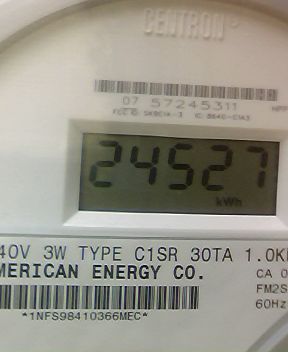 CENTRON
07 57245311
24527
kWh
40V 3W TYPE C1SR 30TA 1.0K
MERICAN ENERGY CO.
CA 0
FM2S
60Hz
*1NFS98410366MEC*